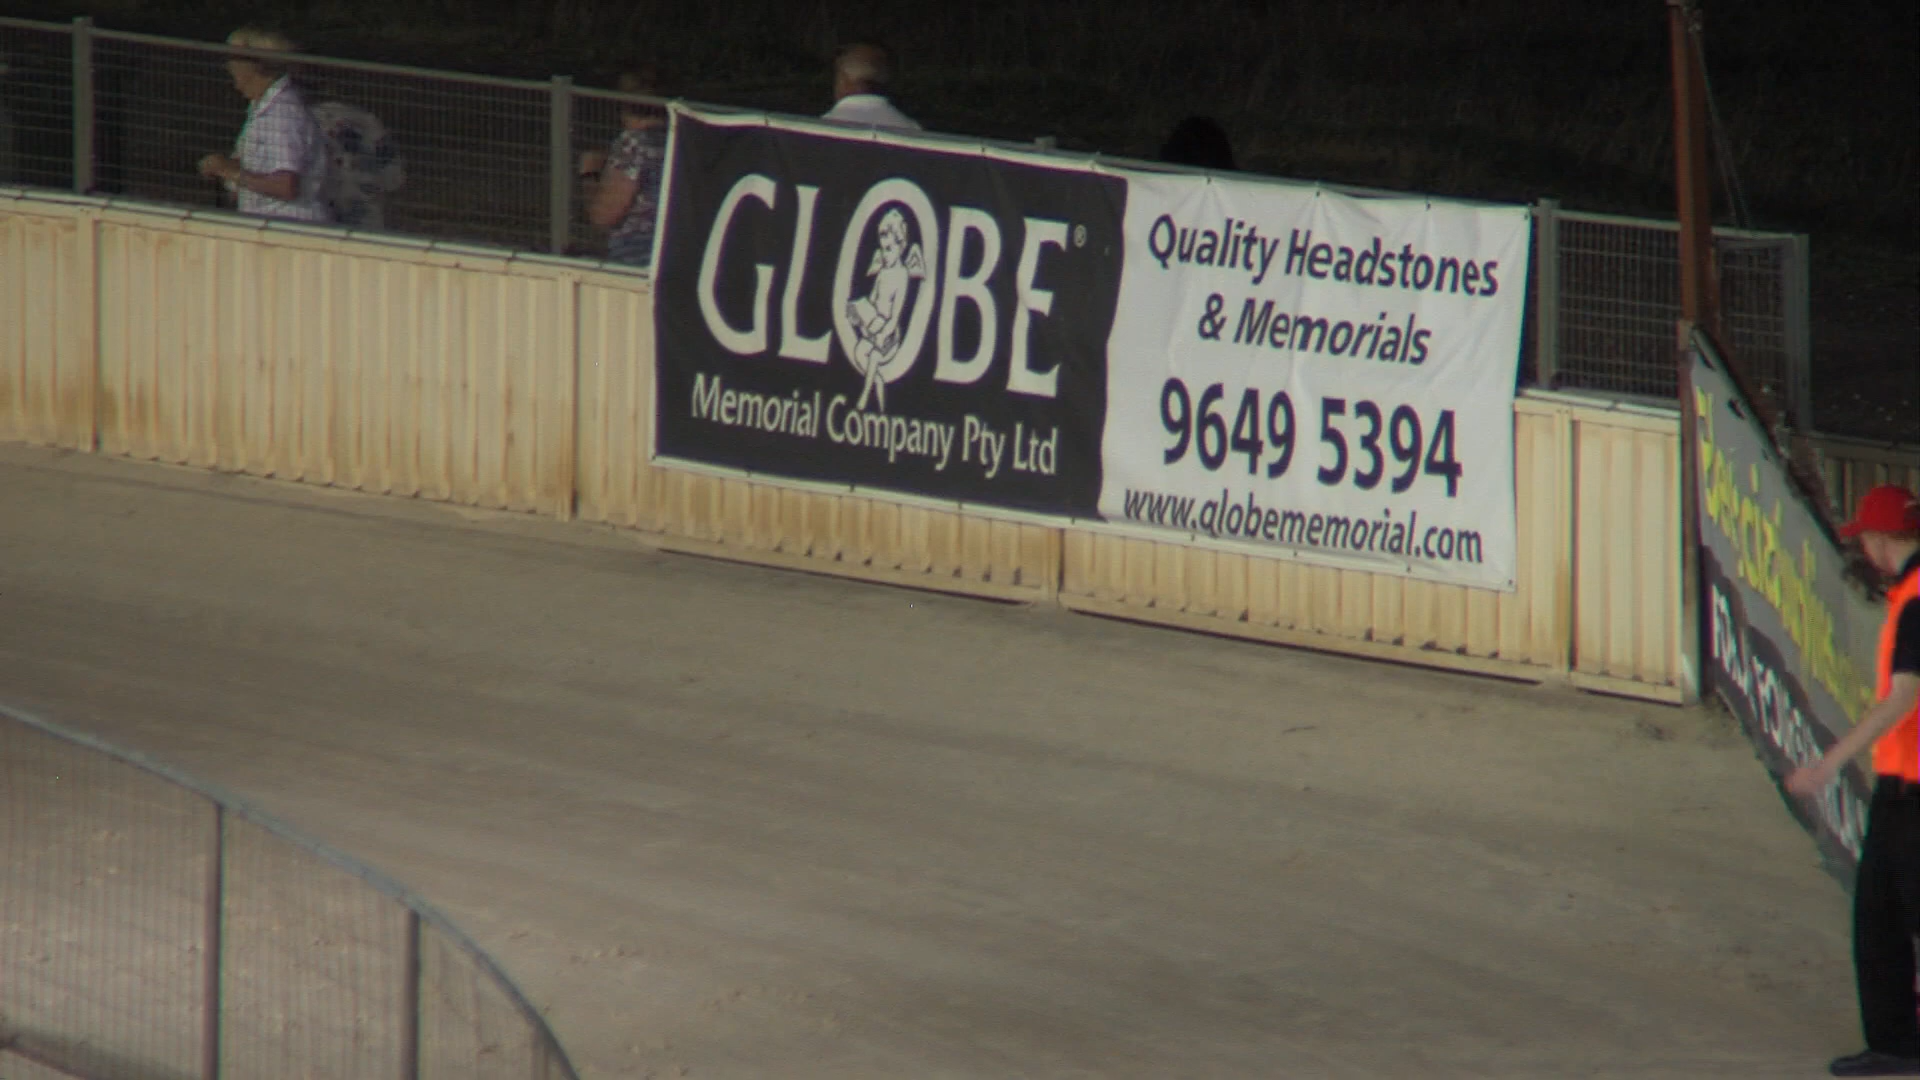 GLOBE®
Memorial Company Pty Ltd
Quality Headstones
& Memorials
9649 5394
www.globememorial.com